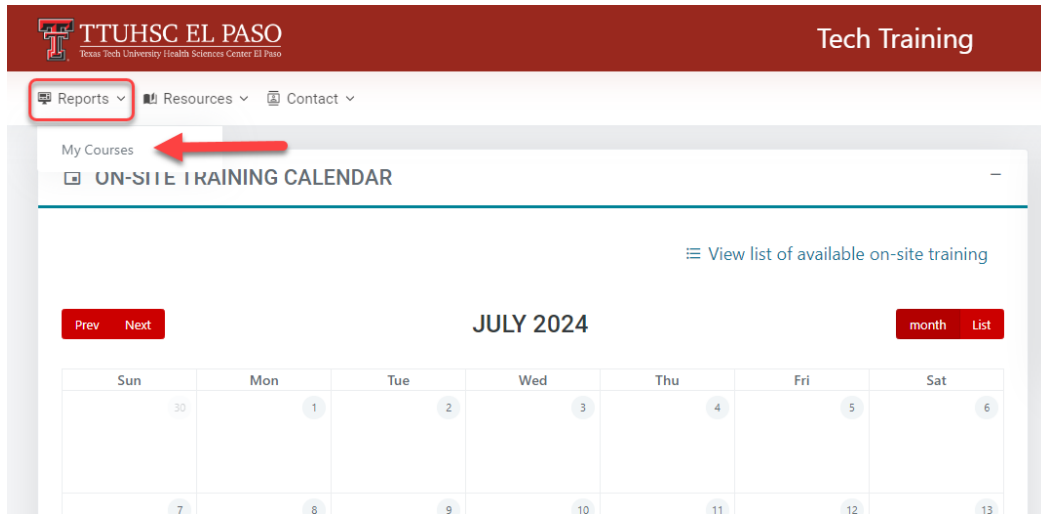 TTUHSC EL PASO
Texas Tech University Health Sciences Center El Paso
Tech Training
Reports Resources Contact
My Courses
ON-SITE TRAINING CALENDAR
View list of available on-site training
Prev Next JULY 2024 month List
Sun Mon Tue Wed Thu Fri Sat
30 1 2 3 4 5 6
7 8 9 10 11 12 13